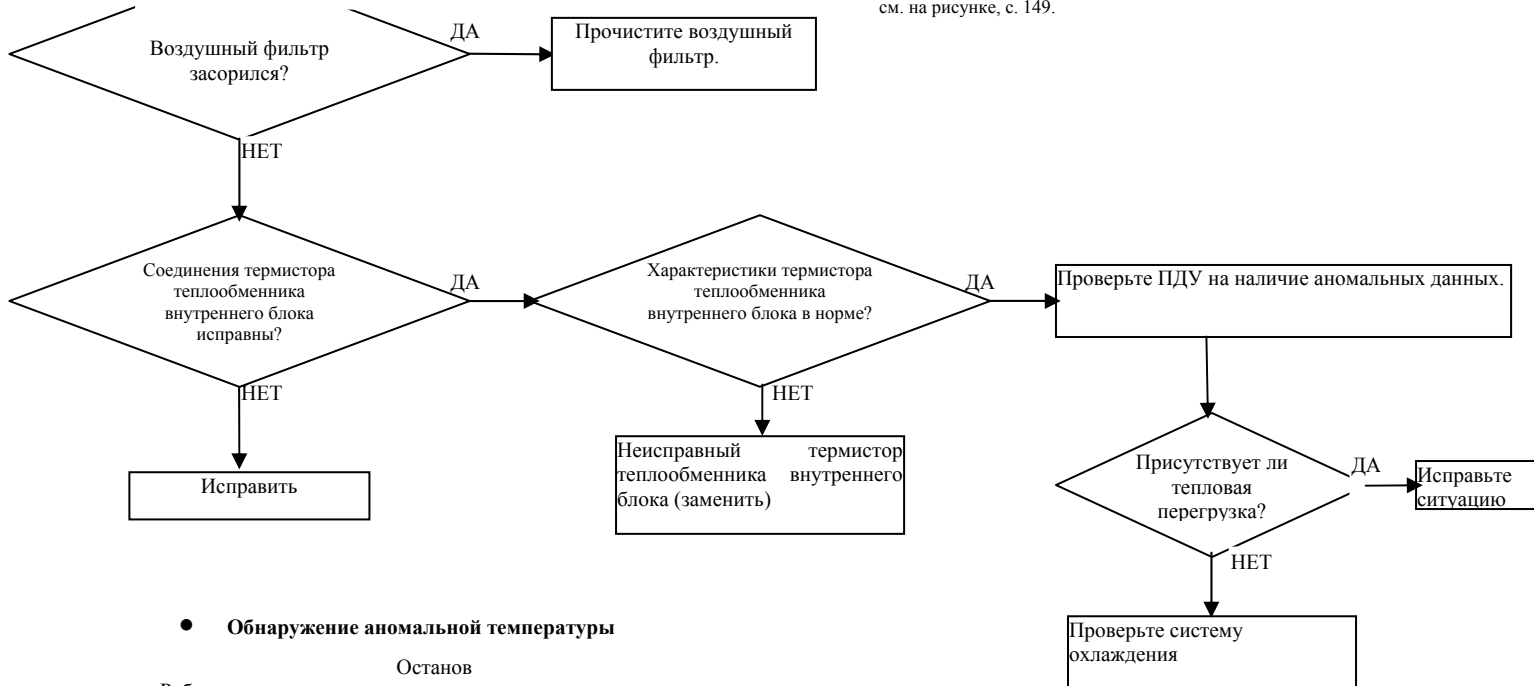 см. на рисунке, с. 149.
Воздушный фильтр
засорился?
ДА
Прочистите воздушный
фильтр.
НЕТ
Соединения термистора
теплообменника
внутреннего блока
исправны?
ДА
Характеристики термистора
теплообменника
внутреннего блока в норме?
ДА
Проверьте ПДУ на наличие аномальных данных.
НЕТ
Исправить
НЕТ
Неисправный термистор
теплообменника внутреннего
блока (заменить)
Присутствует ли
тепловая
перегрузка?
ДА
Исправьте
ситуацию
НЕТ
Проверьте систему
охлаждения
• Обнаружение аномальной температуры
Останов